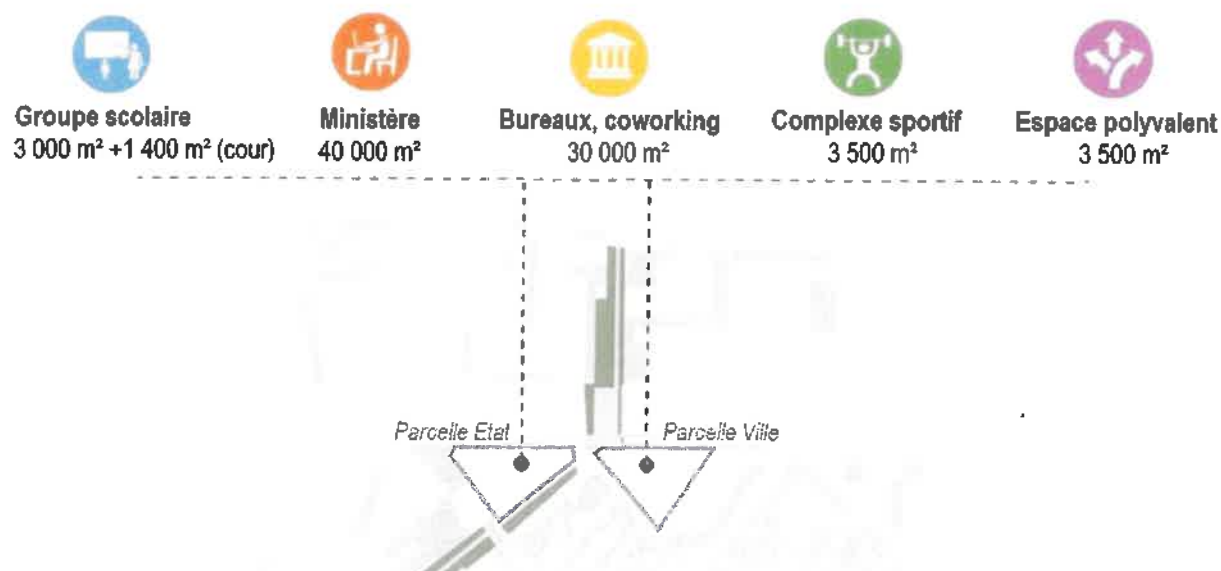 Groupe scolaire
3 000 m² +1 400 m² (cour)
Ministère
40 000 m²
Bureaux, coworking
30 000 m²
Complexe sportif
3 500 m²
Espace polyvalent
3 500 m²
Parcelle Etat
Parcelle Ville